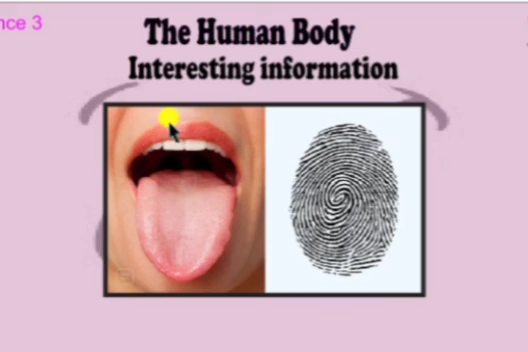 nce 3
The Human Body
Interesting information